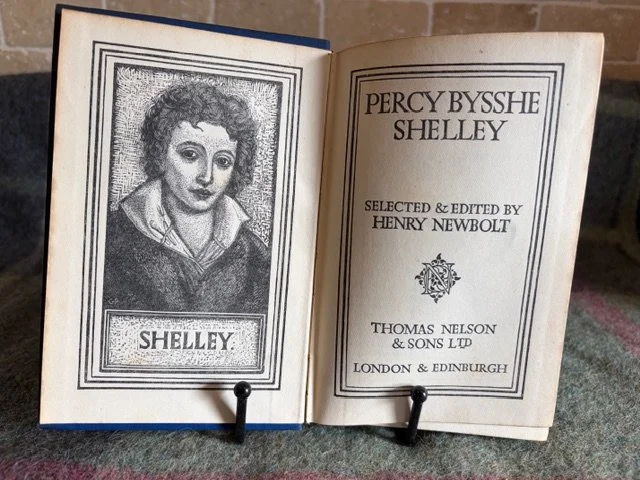 SHELLEY.
PERCY BYSSHE
SHELLEY
SELECTED & EDITED BY
HENRY NEWBOLT
N
THOMAS NELSON
& SONS LTD
LONDON & EDINBURGH